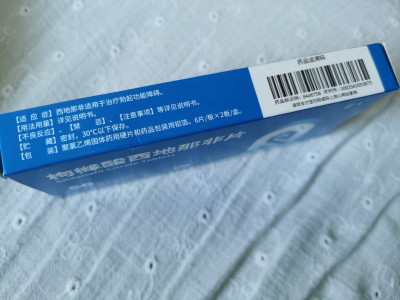 【适 应 症】西地那非适用于治疗勃起功能障碍。
【用法用量】详见说明书。
【不良反应】、【禁 忌】、【注意事项】等详见说明书。
【贮 藏】密封，30℃以下保存。
【包 装】聚氯乙烯固体药用硬片和药品包装用铝箔，6片/板×2板/盒。
药品追溯码
枸橼酸西地那非片